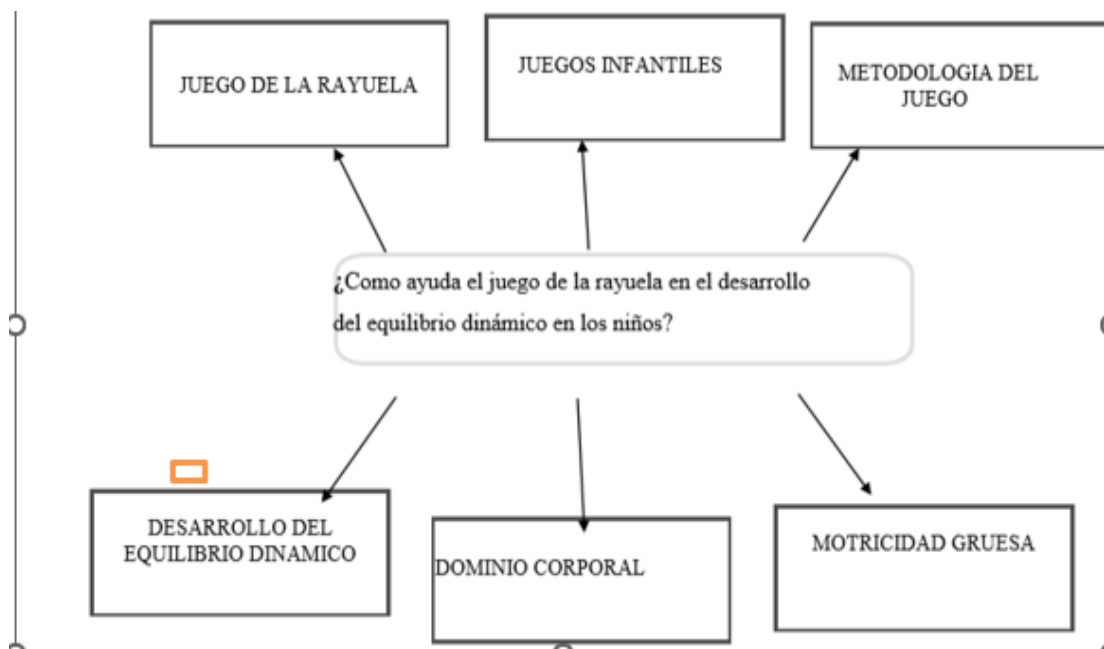 JUEGO DE LA RAYUELA
JUEGOS INFANTILES
METODOLOGIA DEL
JUEGO
¿Como ayuda el juego de la rayuela en el desarrollo
del equilibrio dinámico en los niños?
DESARROLLO DEL
EQUILIBRIO DINAMICO
DOMINIO CORPORAL
MOTRICIDAD GRUESA